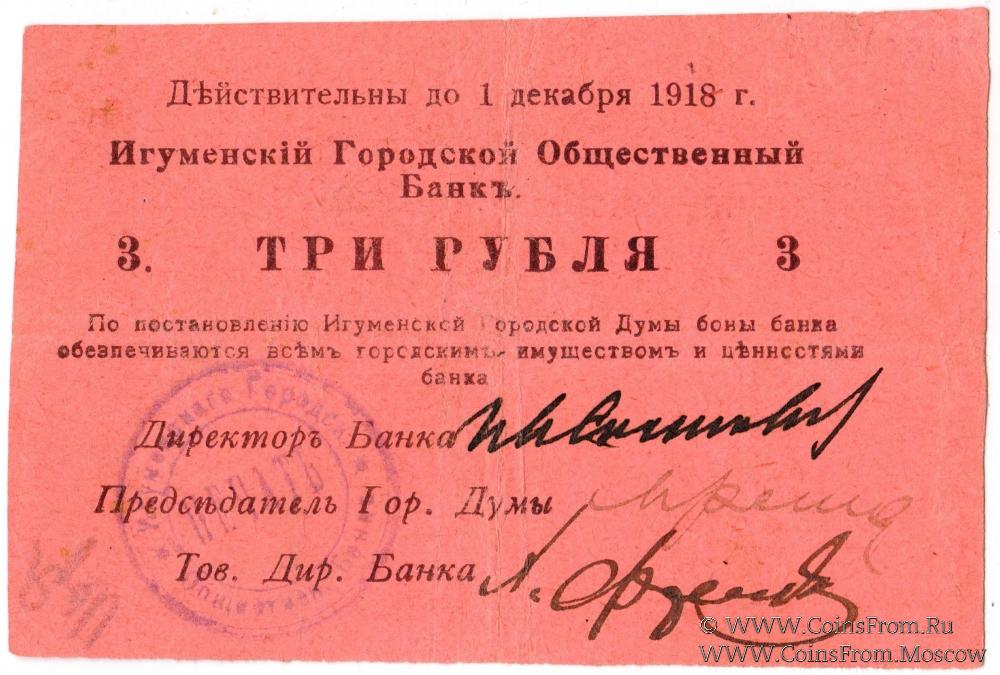 Дѣйствительны до 1 декабря 1918 г.
Игуменскій Городской Общественный
Банкъ.
3. ТРИ РУБЛЯ 3
По постановленію Игуменской Городской Думы боны банка
обезпечиваются всѣмъ городскимъ имуществомъ и цѣнностями
банка
Директоръ Банка
Предсѣдатель Гор. Думы
Тов. Дир. Банка
ПЕЧАТЬ
© WWW.CoinsFrom.Ru
WWW.CoinsFrom.Moscow